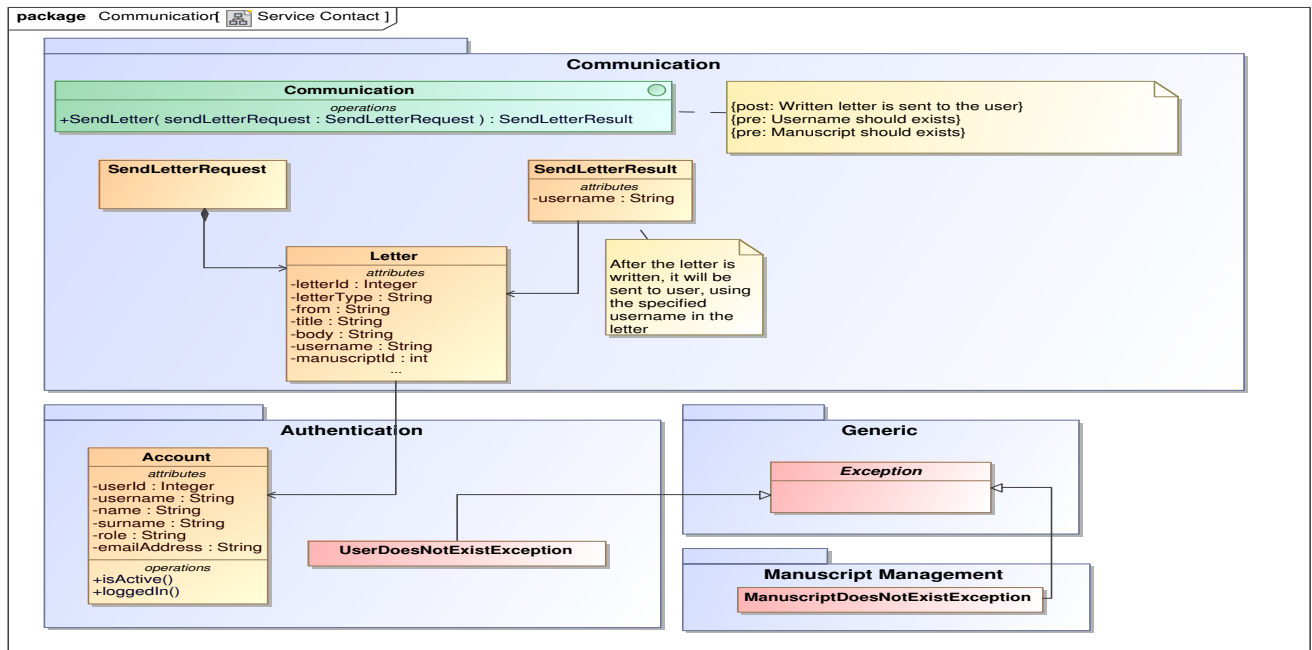 package Communication[ Service Contact ]
Communication
Communication
operations
+SendLetter( sendLetterRequest : SendLetterRequest ) : SendLetterResult
{post: Written letter is sent to the user}
{pre: Username should exists}
{pre: Manuscript should exists}
SendLetterRequest
SendLetterResult
attributes
-username : String
Letter
attributes
-letterId : Integer
-letterType : String
-from : String
-title : String
-body : String
-username : String
-manuscriptId : int
...
After the letter is
written, it will be
sent to user, using
the specified
username in the
letter
Authentication
Account
attributes
-userId : Integer
-username : String
-name : String
-surname : String
-role : String
-emailAddress : String
operations
+isActive()
+loggedIn()
UserDoesNotExistException
Generic
Exception
Manuscript Management
ManuscriptDoesNotExistException